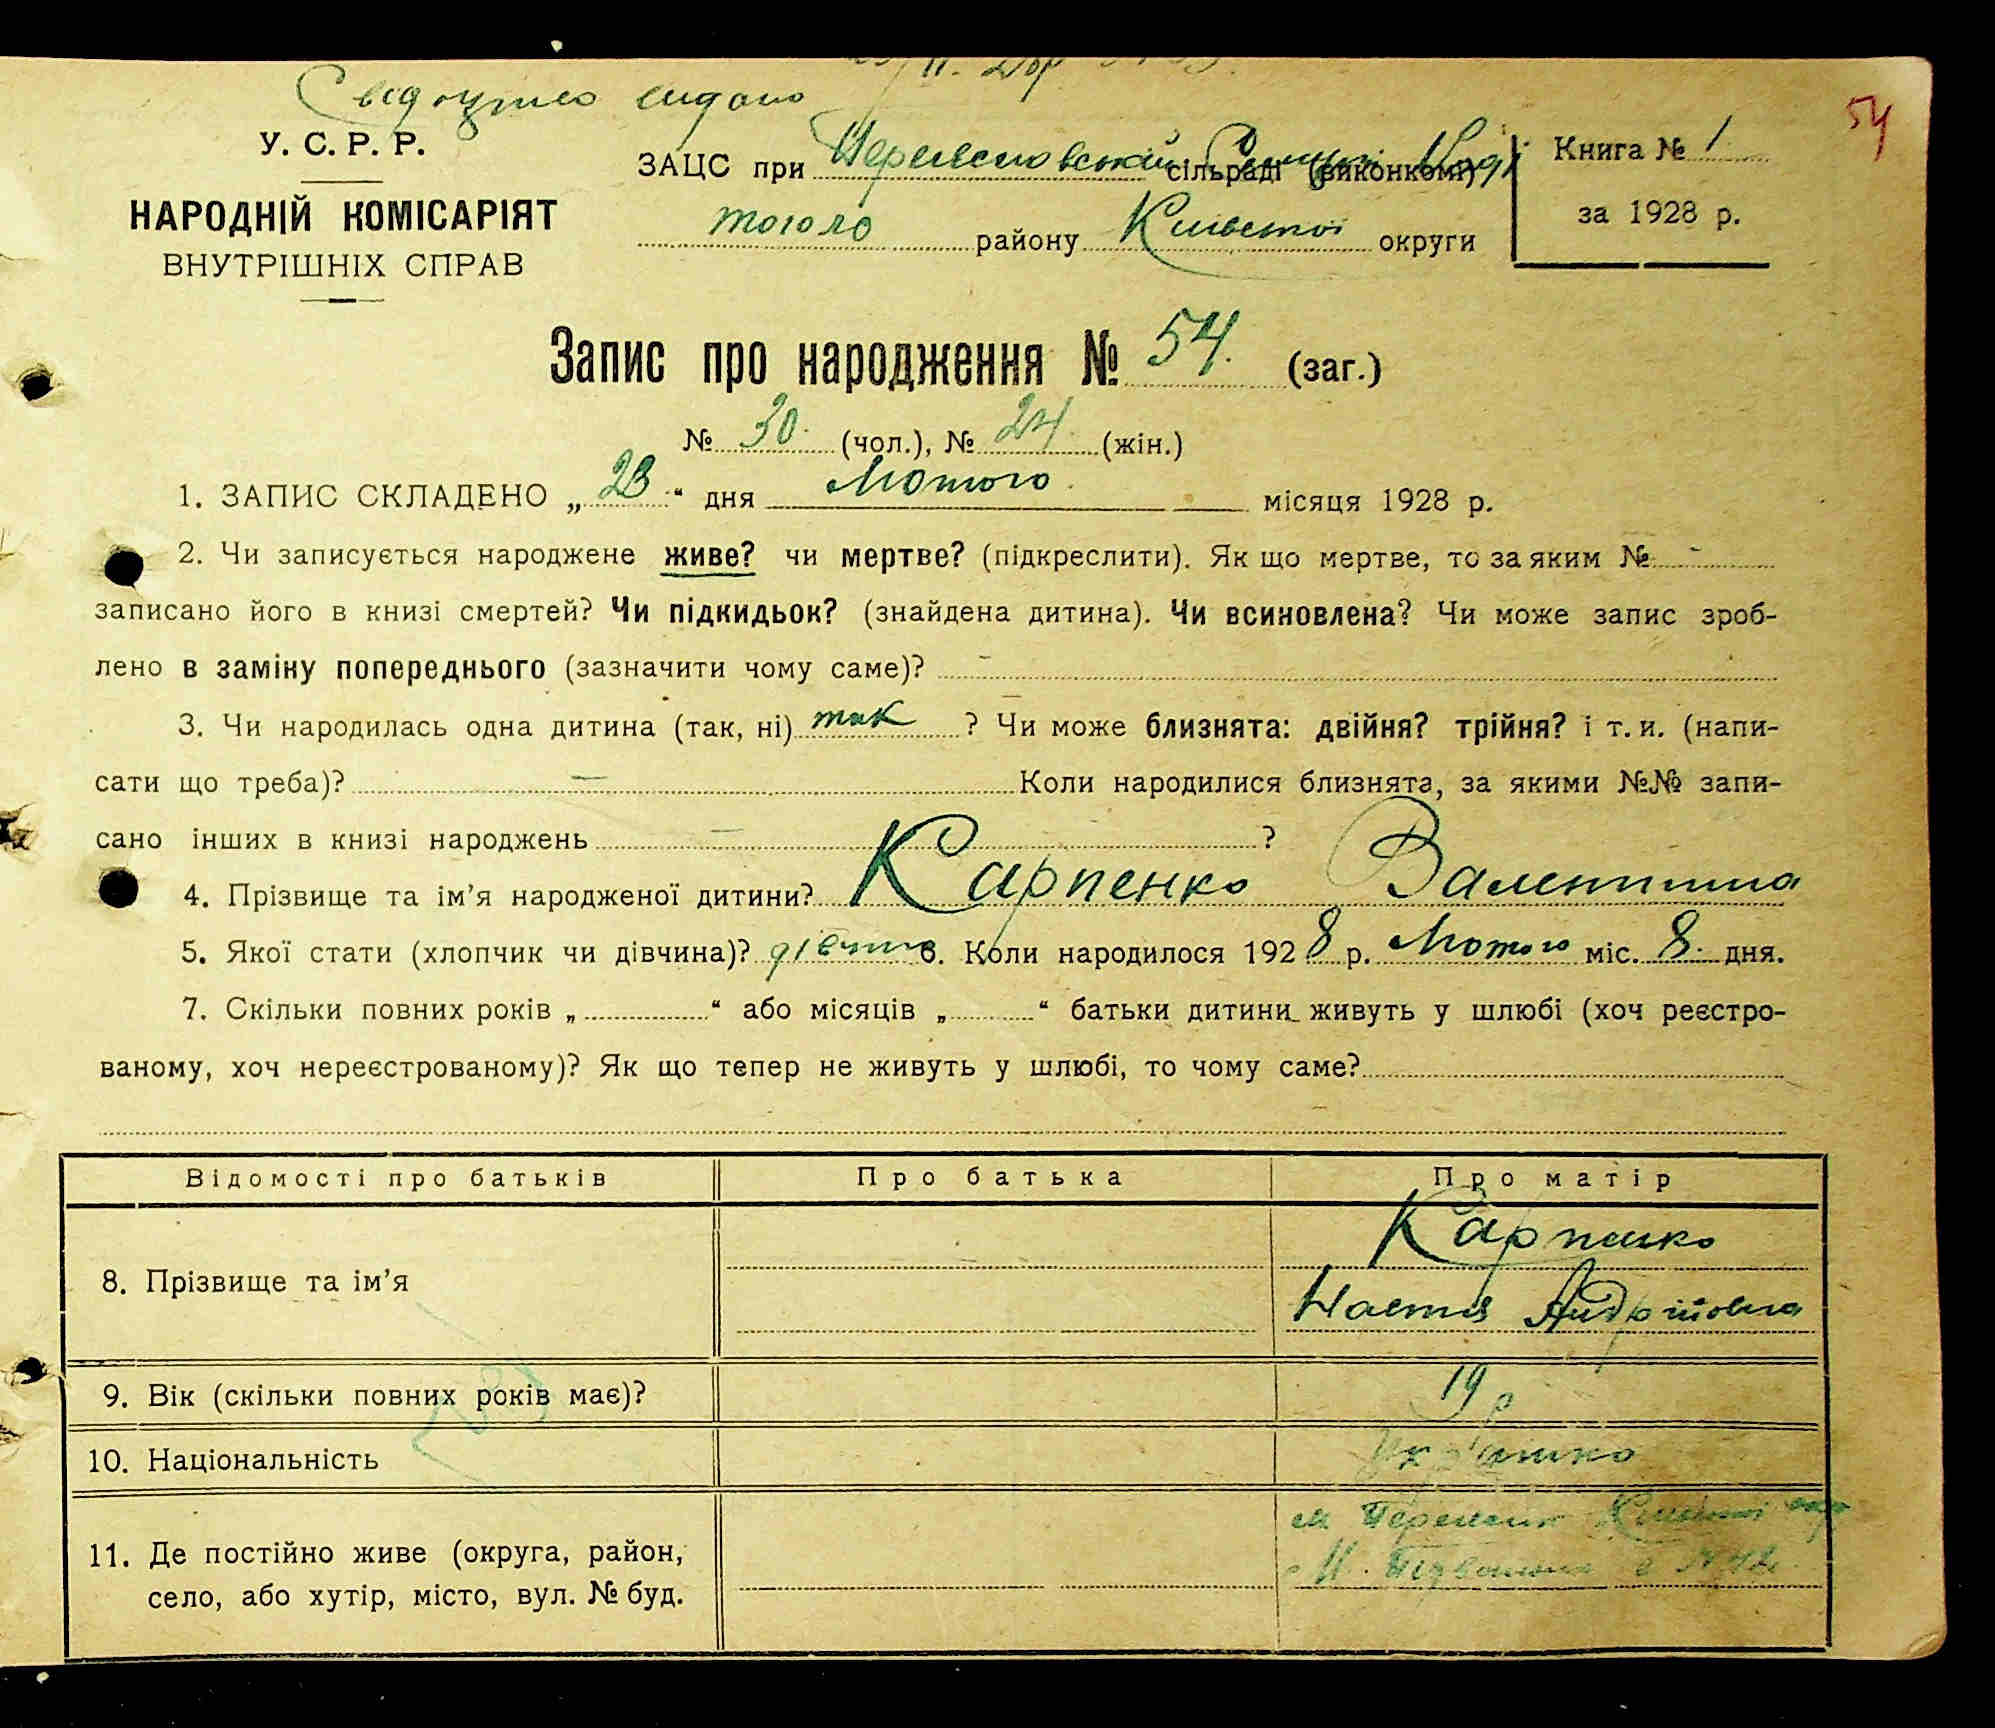 Свідоцтво видано
У. С. Р. Р.
НАРОДНІЙ КОМІСАРІЯТ
ВНУТРІШНІХ СПРАВ
54
ЗАЦС при сільраді (виконкомі)
того ж району Київської округи
Книга № 1
за 1928 р.
Запис про народження № 54. (заг.)
№ 30. (чол.), № 24. (жін.)
1. ЗАПИС СКЛАДЕНО „23“ дня Лютого місяця 1928 р.
2. Чи записується народжене живе? чи мертве? (підкреслити). Як що мертве, то за яким № -
записано його в книзі смертей? Чи підкидьок? (знайдена дитина). Чи всиновлена? Чи може запис зроб-
лено в заміну попереднього (зазначити чому саме)? -
3. Чи народилась одна дитина (так, ні) так ? Чи може близнята: двійня? трійня? і т. и. (напи-
сати що треба)? — Коли народилися близнята, за якими №№ запи-
сано інших в книзі народжень — ?
4. Прізвище та ім'я народженої дитини? Карпенко Валентина
5. Якої стати (хлопчик чи дівчина)? дівчина 6. Коли народилося 1928 р. Лютого міс. 8. дня.
7. Скільки повних років „ “ або місяців „ “ батьки дитини живуть у шлюбі (хоч реєстро-
ваному, хоч нереєстрованому)? Як що тепер не живуть у шлюбі, то чому саме?
Відомості про батьків Про батька Про матір
8. Прізвище та ім'я Карпенко
Настя Андріївна
9. Вік (скільки повних років має)? 19 р
10. Національність Укр'аїнка
11. Де постійно живе (округа, район,
село, або хутір, місто, вул. № буд.